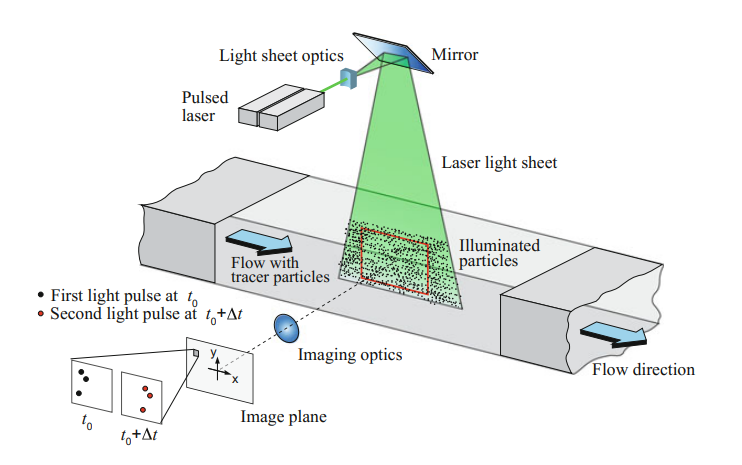 Light sheet optics
Mirror
Pulsed
laser
Laser light sheet
Illuminated
particles
Flow with
tracer particles
• First light pulse at t₀
• Second light pulse at t₀+Δt
Imaging optics
Flow direction
y
x
Image plane
t₀
t₀+Δt